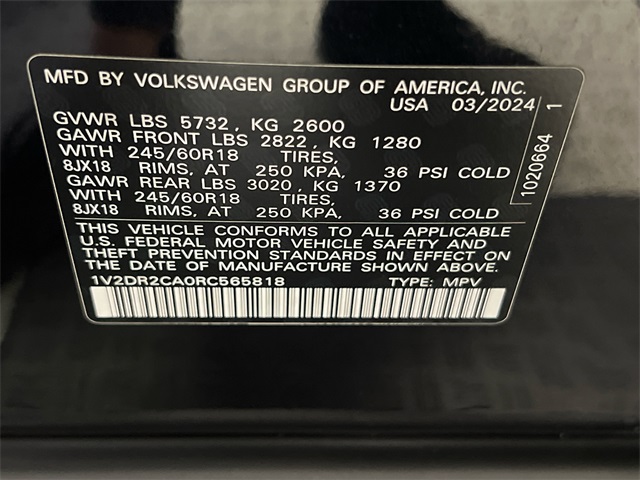 MFD BY VOLKSWAGEN GROUP OF AMERICA, INC.
USA 03/2024
GVWR LBS 5732, KG 2600
GAWR FRONT LBS 2822, KG 1280
WITH 245/60R18 TIRES,
8JX18 RIMS, AT 250 KPA, 36 PSI COLD
GAWR REAR LBS 3020, KG 1370
WITH 245/60R18 TIRES,
8JX18 RIMS, AT 250 KPA, 36 PSI COLD
THIS VEHICLE CONFORMS TO ALL APPLICABLE
U.S. FEDERAL MOTOR VEHICLE SAFETY AND
THEFT PREVENTION STANDARDS IN EFFECT ON
THE DATE OF MANUFACTURE SHOWN ABOVE.
1V2DR2CA0RC565818 TYPE: MPV
1020664 1